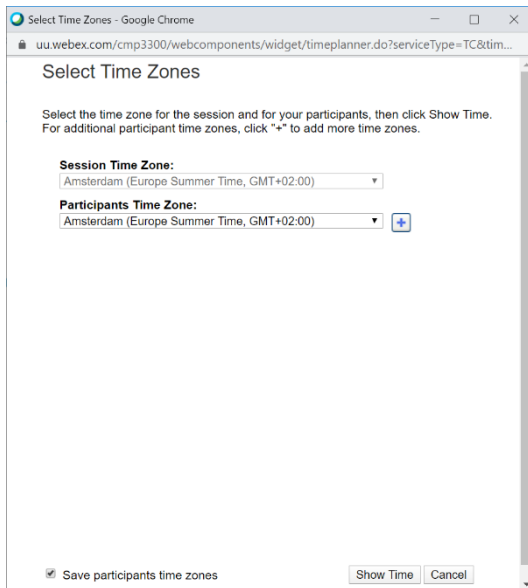 Select Time Zones - Google Chrome
uu.webex.com/cmp3300/webcomponents/widget/timeplanner.do?serviceType=TC&tim...
Select Time Zones
Select the time zone for the session and for your participants, then click Show Time.
For additional participant time zones, click "+" to add more time zones.
Session Time Zone:
Amsterdam (Europe Summer Time, GMT+02:00)
Participants Time Zone:
Amsterdam (Europe Summer Time, GMT+02:00)
Save participants time zones
Show Time Cancel